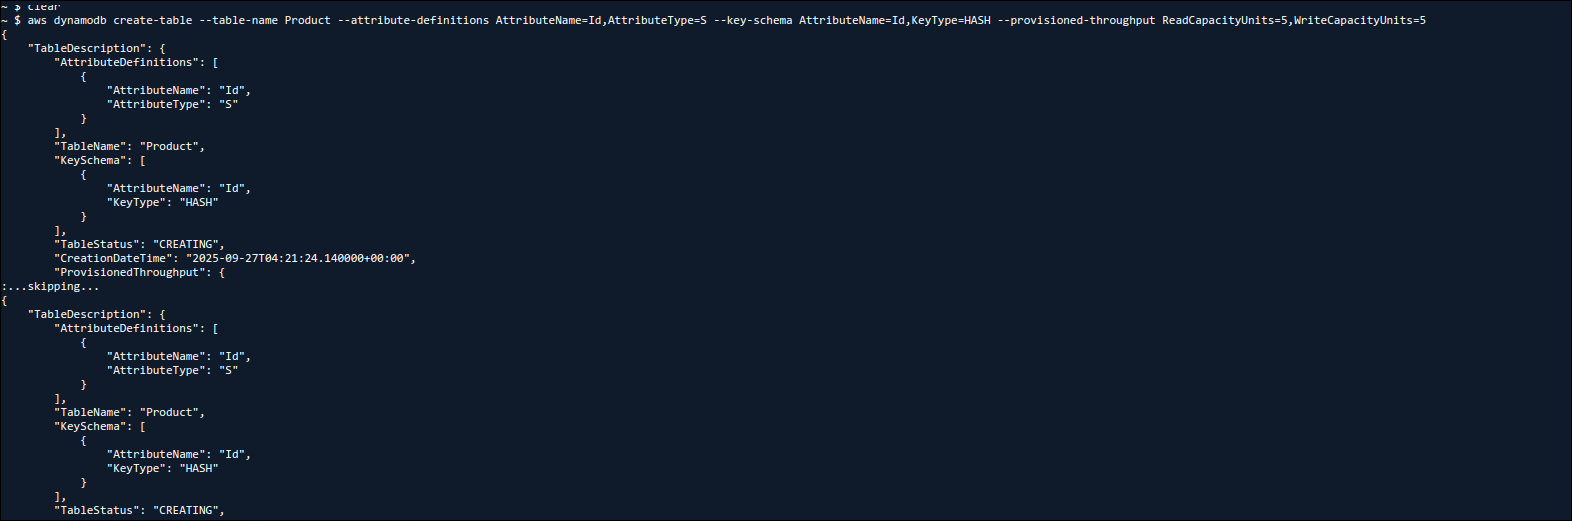 ~ $ clear
~ $ aws dynamodb create-table --table-name Product --attribute-definitions AttributeName=Id,AttributeType=S --key-schema AttributeName=Id,KeyType=HASH --provisioned-throughput ReadCapacityUnits=5,WriteCapacityUnits=5
{
    "TableDescription": {
        "AttributeDefinitions": [
            {
                "AttributeName": "Id",
                "AttributeType": "S"
            }
        ],
        "TableName": "Product",
        "KeySchema": [
            {
                "AttributeName": "Id",
                "KeyType": "HASH"
            }
        ],
        "TableStatus": "CREATING",
        "CreationDateTime": "2025-09-27T04:21:24.140000+00:00",
        "ProvisionedThroughput": {
:...skipping...
{
    "TableDescription": {
        "AttributeDefinitions": [
            {
                "AttributeName": "Id",
                "AttributeType": "S"
            }
        ],
        "TableName": "Product",
        "KeySchema": [
            {
                "AttributeName": "Id",
                "KeyType": "HASH"
            }
        ],
        "TableStatus": "CREATING",